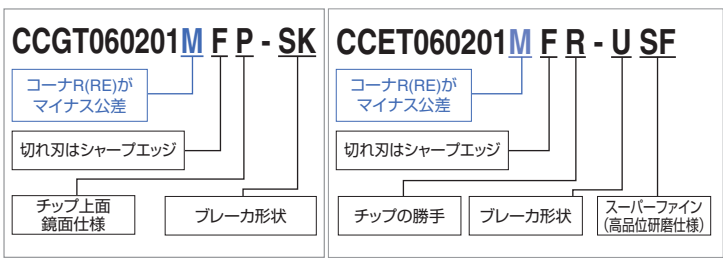 CCGT060201M F P - SK
コーナR(RE)が
マイナス公差
切れ刃はシャープエッジ
チップ上面
鏡面仕様
ブレーカ形状
CCET060201M F R - U SF
コーナR(RE)が
マイナス公差
切れ刃はシャープエッジ
チップの勝手
ブレーカ形状
スーパーファイン
(高品位研磨仕様)